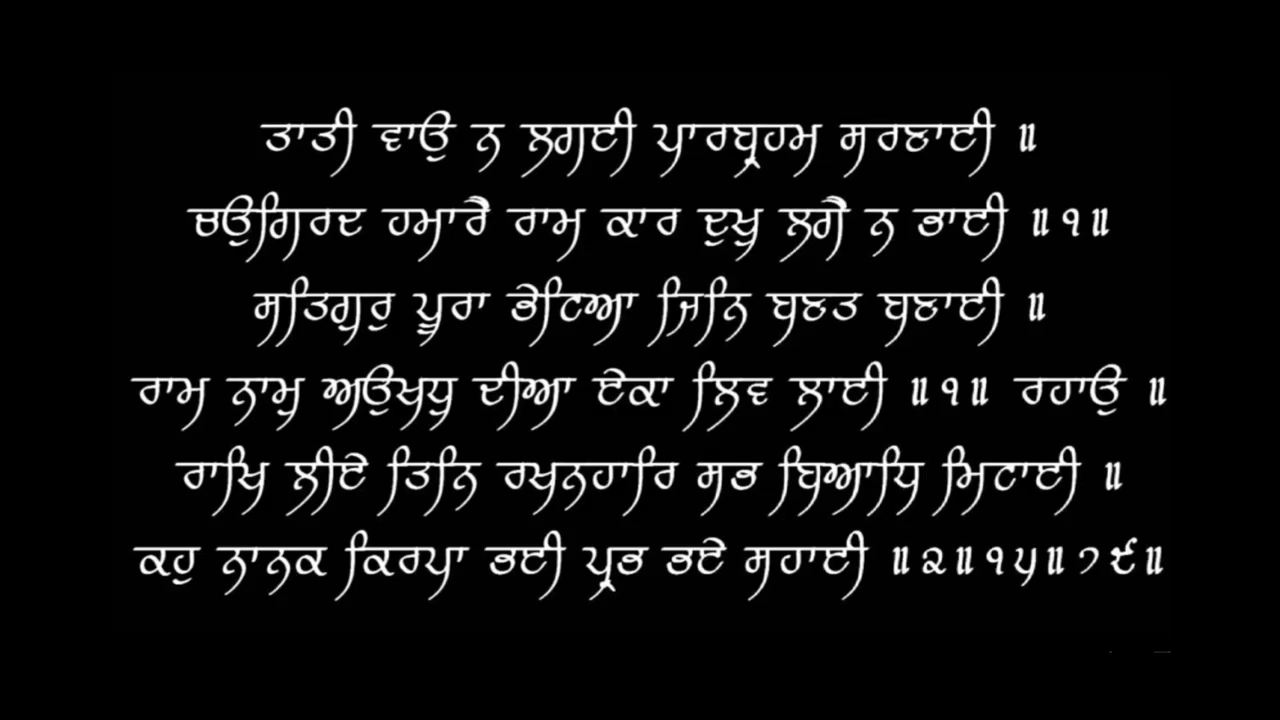 ਤਾਤੀ ਵਾਉ ਨ ਲਗਈ ਪਾਰਬ੍ਰਹਮ ਸਰਣਾਈ ॥
ਚਉਗਿਰਦ ਹਮਾਰੈ ਰਾਮ ਕਾਰ ਦੁਖੁ ਲਗੈ ਨ ਭਾਈ ॥੧॥
ਸਤਿਗੁਰੁ ਪੂਰਾ ਭੇਟਿਆ ਜਿਨਿ ਬਣਤ ਬਣਾਈ ॥
ਰਾਮ ਨਾਮੁ ਅਉਖਧੁ ਦੀਆ ਏਕਾ ਲਿਵ ਲਾਈ ॥੧॥ ਰਹਾਉ ॥
ਰਾਖਿ ਲੀਏ ਤਿਨਿ ਰਖਨਹਾਰਿ ਸਭ ਬਿਆਧਿ ਮਿਟਾਈ ॥
ਕਹੁ ਨਾਨਕ ਕਿਰਪਾ ਭਈ ਪ੍ਰਭ ਭਏ ਸਹਾਈ ॥੨॥੧੫॥੭੯॥